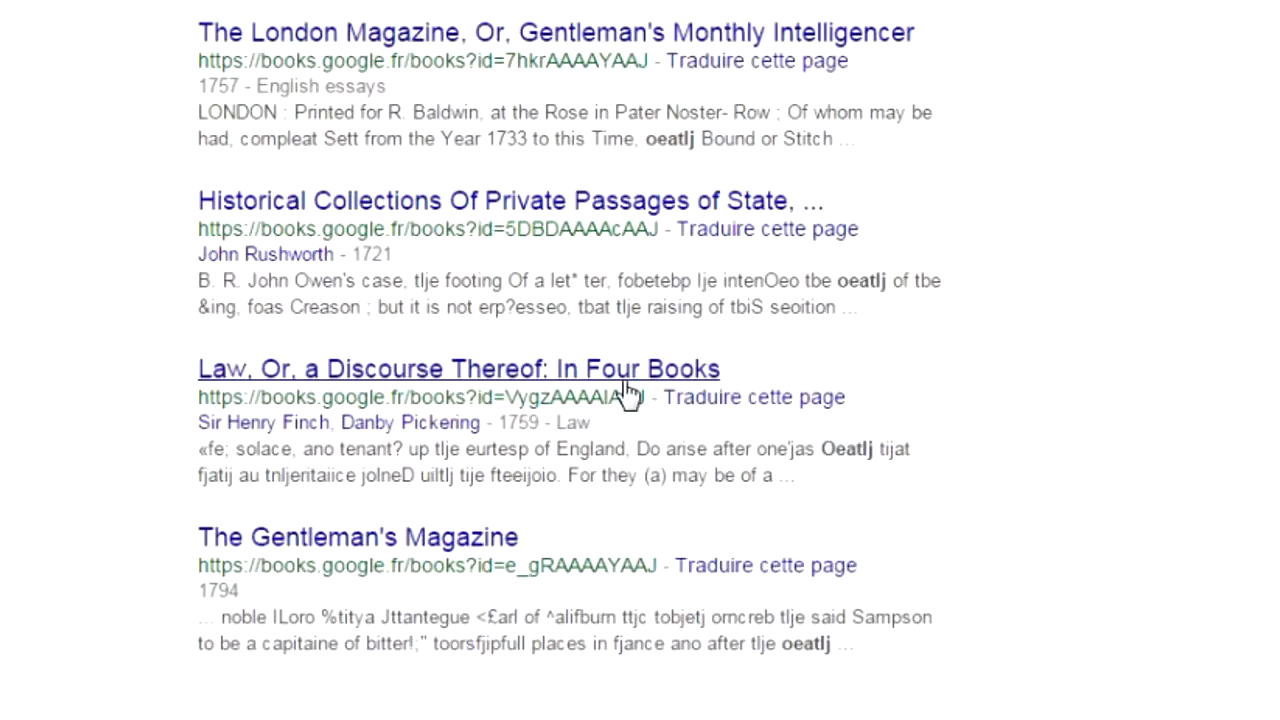 The London Magazine, Or, Gentleman's Monthly Intelligencer
https://books.google.fr/books?id=7hkrAAAAYAAJ - Traduire cette page
1757 - English essays
LONDON : Printed for R. Baldwin, at the Rose in Pater Noster- Row ; Of whom may be
had, compleat Sett from the Year 1733 to this Time, oeatlj Bound or Stitch ...
Historical Collections Of Private Passages of State, ...
https://books.google.fr/books?id=5DBDAAAAcAAJ - Traduire cette page
John Rushworth - 1721
B. R. John Owen's case, tlje footing Of a let* ter, fobetebp lje intenOeo tbe oeatlj of tbe
&ing, foas Creason ; but it is not erp?esseo, tbat tlje raising of tbiS seoition ...
Law, Or, a Discourse Thereof: In Four Books
- Traduire cette page
Sir Henry Finch, Danby Pickering - 1759 - Law
«fe; solace, ano tenant? up tlje eurtesp of England, Do arise after one'jas Oeatlj tijat
fjatij au tnljeritaiice jolneD uiltlj tije fteeijoio. For they (a) may be of a ...
The Gentleman's Magazine
https://books.google.fr/books?id=e_gRAAAAYAAJ - Traduire cette page
1794
... noble lLoro %titya Jttantegue <£arl of ^alifburn ttjc tobjetj orncreb tlje said Sampson
to be a capitaine of bitter!;" toorsfjipfull places in fjance ano after tlje oeatlj ...